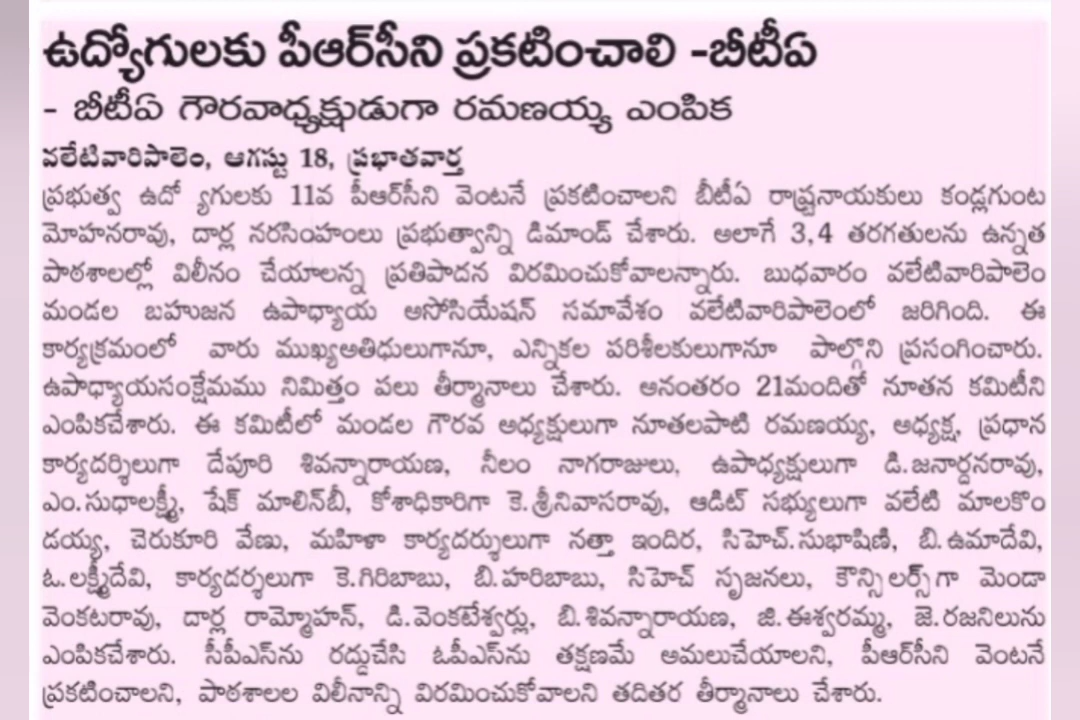 ఉద్యోగులకు పీఆర్‌సీని ప్రకటించాలి -బీటీఏ
- బీటీఏ గౌరవాధ్యక్షుడుగా రమణయ్య ఎంపిక
వలేటివారిపాలెం, ఆగస్టు 18, ప్రభాతవార్త
ప్రభుత్వ ఉదో్యగులకు 11వ పీఆర్‌సీని వెంటనే ప్రకటించాలని బీటీఏ రాష్ట్రనాయకులు కండ్లగుంట
మోహనరావు, దార్ల నరసింహంలు ప్రభుత్వాన్ని డిమాండ్ చేశారు. అలాగే 3,4 తరగతులను ఉన్నత
పాఠశాలల్లో విలీనం చేయాలన్న ప్రతిపాదన విరమించుకోవాలన్నారు. బుధవారం వలేటివారిపాలెం
మండల బహుజన ఉపాధ్యాయ అసోసియేషన్ సమావేశం వలేటివారిపాలెంలో జరిగింది. ఈ
కార్యక్రమంలో వారు ముఖ్యఅతిధులుగానూ, ఎన్నికల పరిశీలకులుగానూ పాల్గొని ప్రసంగించారు.
ఉపాధ్యాయసంక్షేమము నిమిత్తం పలు తీర్మానాలు చేశారు. అనంతరం 21మందితో నూతన కమిటీని
ఎంపికచేశారు. ఈ కమిటీలో మండల గౌరవ అధ్యక్షులుగా నూతలపాటి రమణయ్య, అధ్యక్ష, ప్రధాన
కార్యదర్శిలుగా దేపూరి శివన్నారాయణ, నీలం నాగరాజులు, ఉపాధ్యక్షులుగా డి.జనార్దనరావు,
ఎం.సుధాలక్ష్మీ, షేక్ మాలిన్‌బీ, కోశాధికారిగా కె.శ్రీనివాసరావు, ఆడిట్ సభ్యులుగా వలేటి మాలకొం
డయ్య, చెరుకూరి వేణు, మహిళా కార్యదర్శులుగా నత్తా ఇందిర, సిహెచ్.సుభాషిణి, బి.ఉమాదేవి,
ఓ.లక్ష్మీదేవి, కార్యదర్శలుగా కె.గిరిబాబు, బి.హరిబాబు, సిహెచ్ సృజనలు, కౌన్సిలర్స్‌గా మెండా
వెంకటరావు, దార్ల రామ్మోహన్, డి.వెంకటేశ్వర్లు, బి.శివన్నారాయణ, జి.ఈశ్వరమ్మ, జె.రజనిలును
ఎంపికచేశారు. సీపీఎస్‌ను రద్దుచేసి ఓపీఎస్‌ను తక్షణమే అమలుచేయాలని, పీఆర్‌సీని వెంటనే
ప్రకటించాలని, పాఠశాలల విలీనాన్ని విరమించుకోవాలని తదితర తీర్మానాలు చేశారు.